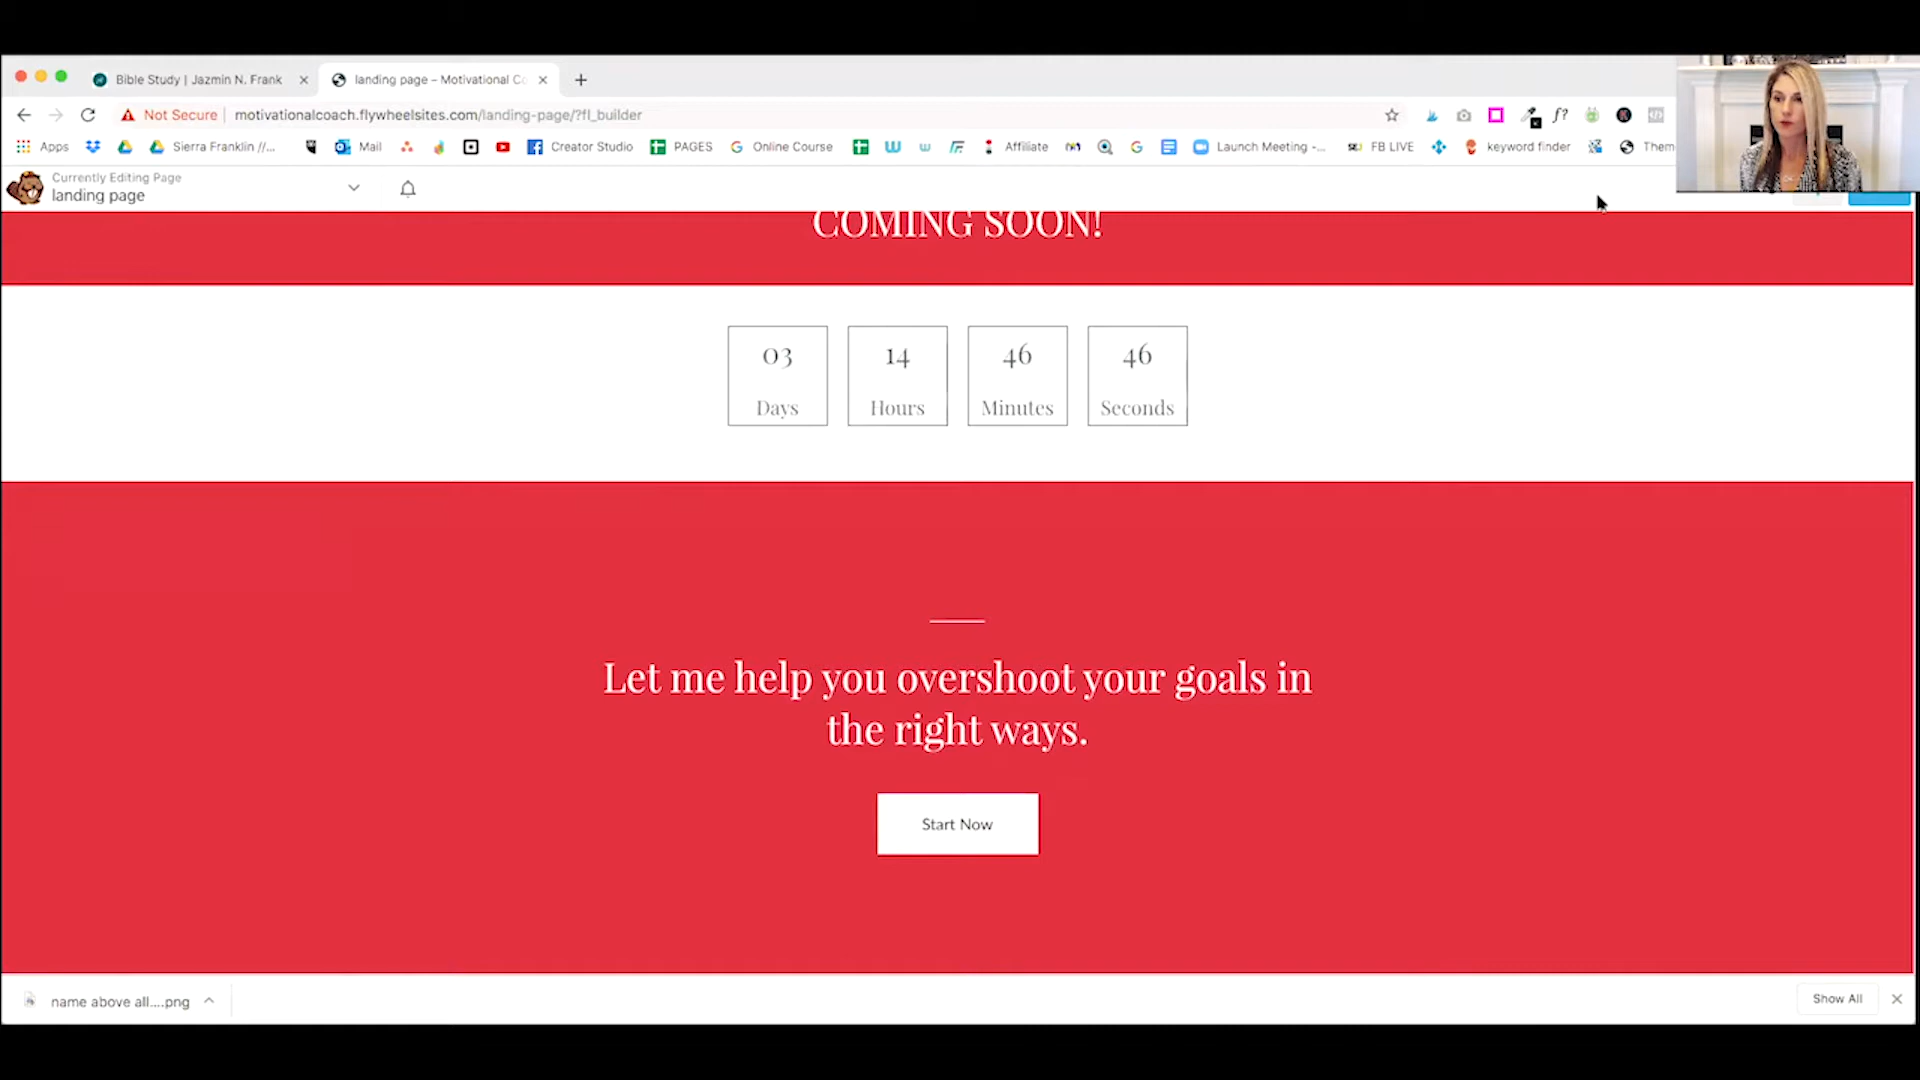 Bible Study | Jazmin N. Frank
landing page – Motivational Co
Not Secure motivationalcoach.flywheelsites.com/landing-page/?fl_builder
f?
Apps Sierra Franklin //... Mail Creator Studio PAGES Online Course Affiliate Launch Meeting -... FB LIVE keyword finder Them
Currently Editing Page
landing page
COMING SOON!
03 14 46 46
Days Hours Minutes Seconds
Let me help you overshoot your goals in
the right ways.
Start Now
name above all....png
Show All